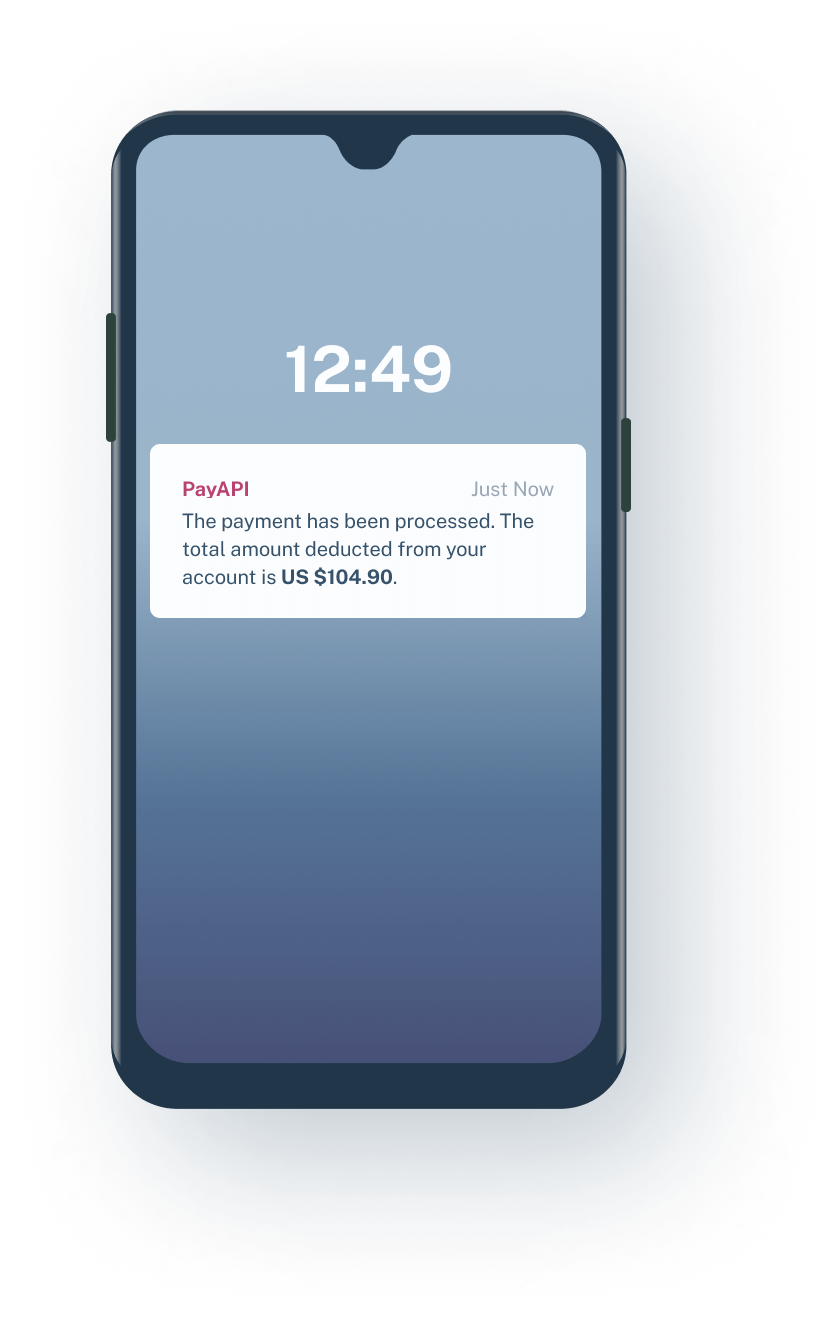 12:49
PayAPI Just Now
The payment has been processed. The
total amount deducted from your
account is US $104.90.